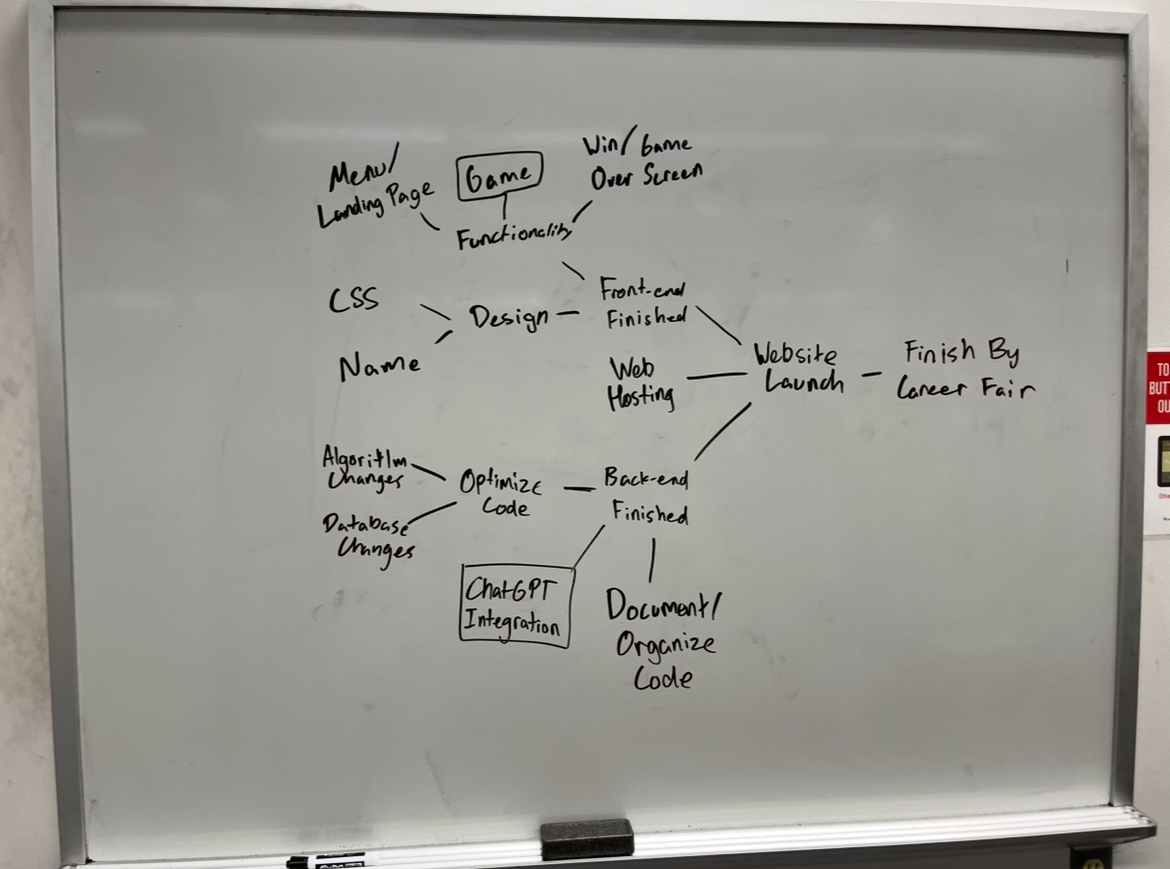 Menu/
Landing Page
Game
Win/Game
Over Screen
Functionality
CSS
Name
Design
Front-end
Finished
Web
Hosting
Website
Launch
Finish By
Career Fair
Algorithm
Changes
Database
Changes
Optimize
Code
Back-end
Finished
ChatGPT
Integration
Document/
Organize
Code
TO
BUT
OU